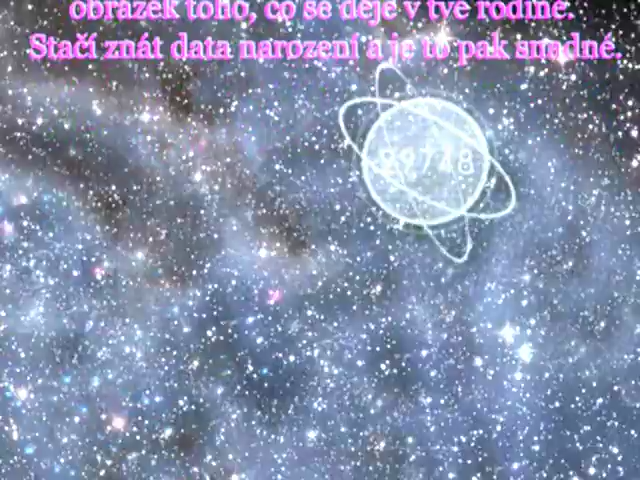 obrázek toho, co se děje v tvé rodině.
Stačí znát data narození a je to pak snadné.